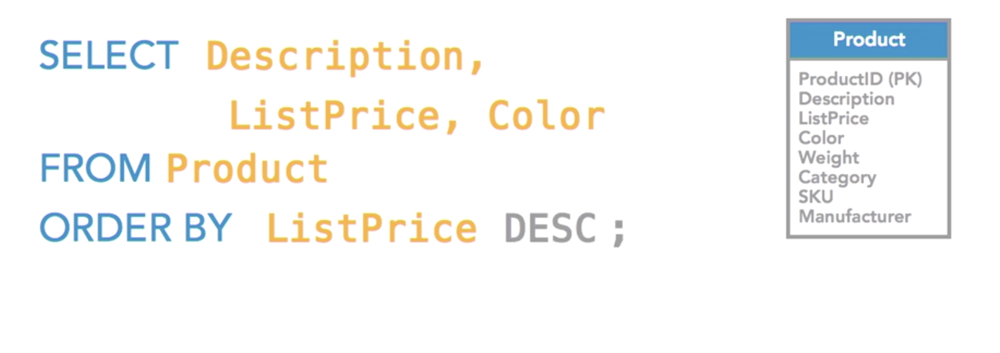 SELECT Description,
ListPrice, Color
FROM Product
ORDER BY ListPrice DESC;
Product
ProductID (PK)
Description
ListPrice
Color
Weight
Category
SKU
Manufacturer